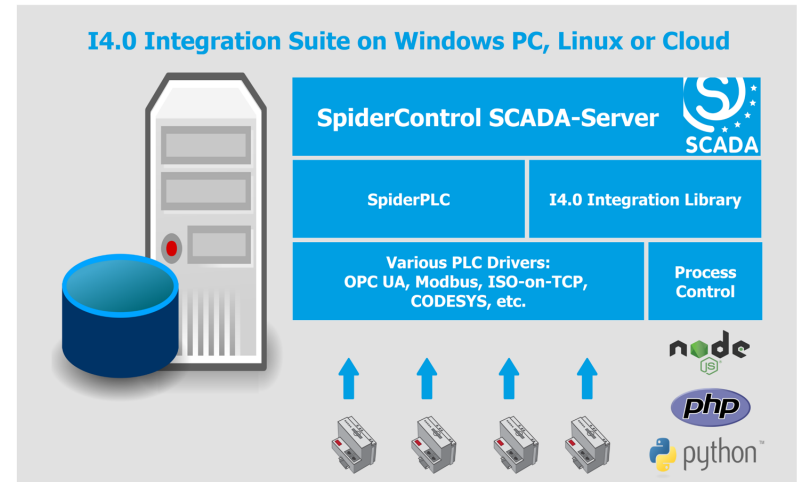 I4.0 Integration Suite on Windows PC, Linux or Cloud
SpiderControl SCADA-Server
S
SCADA
SpiderPLC
I4.0 Integration Library
Various PLC Drivers:
OPC UA, Modbus, ISO-on-TCP,
CODESYS, etc.
Process
Control
node
JS
php
python™